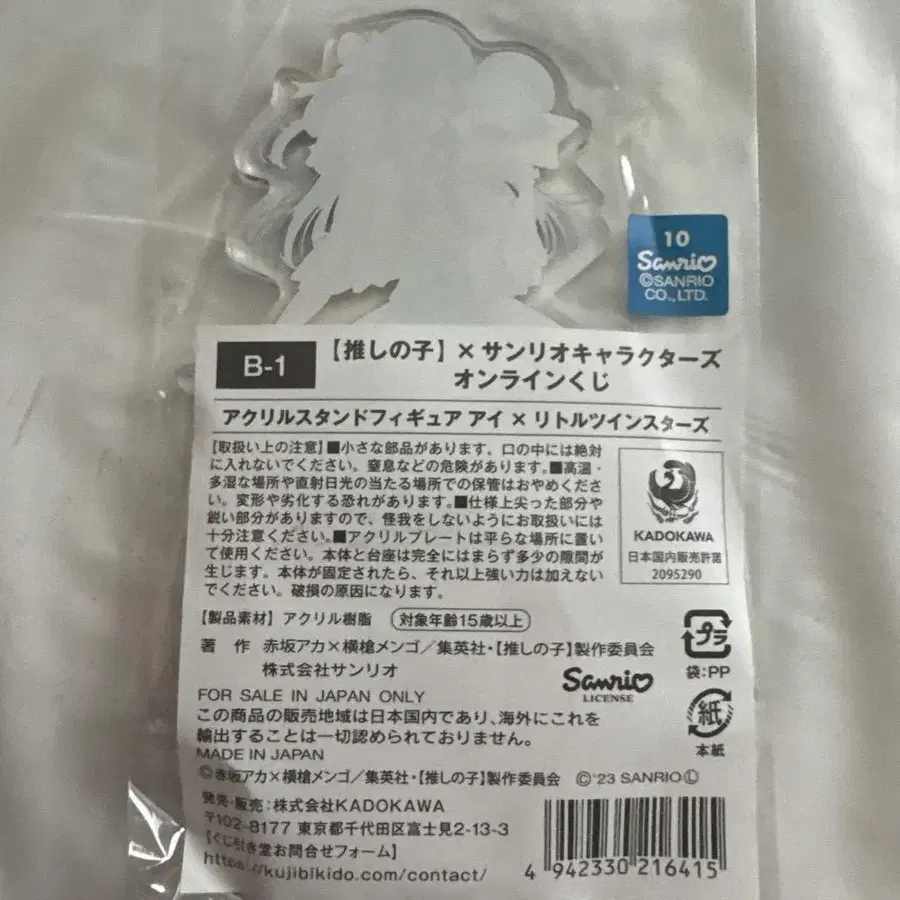 10
Sanrio
©SANRIO
CO.,LTD.
B-1
【推しの子】×サンリオキャラクターズ
オンラインくじ
アクリルスタンドフィギュア アイ×リトルツインスターズ
【取扱い上の注意】■小さな部品があります。口の中には絶対
に入れないでください。窒息などの危険があります。■高温・
多湿な場所や直射日光の当たる場所での保管はおやめくださ
い。変形や劣化する恐れがあります。■仕様上尖った部分や
鋭い部分がありますので、怪我をしないようにお取扱いには
十分注意ください。■アクリルプレートは平らな場所に置い
て使用ください。本体と台座は完全にはまらず多少の隙間が
生じます。本体が固定されたら、それ以上強い力は加えない
でください。破損の原因になります。
KADOKAWA
日本国内販売許諾
2095290
【製品素材】アクリル樹脂 対象年齢15歳以上
著 作 赤坂アカ×横槍メンゴ/集英社・【推しの子】製作委員会
株式会社サンリオ
プラ
袋:PP
Sanrio
LICENSE
FOR SALE IN JAPAN ONLY
この商品の販売地域は日本国内であり、海外にこれを
輸出することは一切認められておりません。
紙
本紙
MADE IN JAPAN
©赤坂アカ×横槍メンゴ/集英社・【推しの子】製作委員会 ©'23 SANRIO Ⓛ
発売・販売:株式会社KADOKAWA
〒102-8177 東京都千代田区富士見2-13-3
【くじ引き堂お問合せフォーム】
https://kujibikido.com/contact/
4 942330 216415